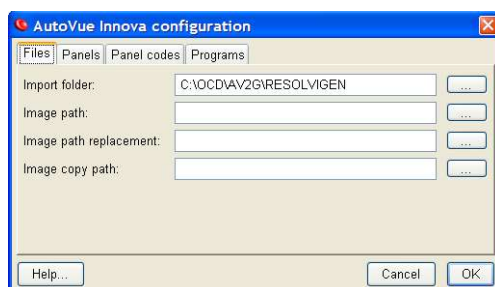 AutoVue Innova configuration
Files Panels Panel codes Programs
Import folder: C:\OCD\AV2G\RESOLVIGEN ...
Image path: ...
Image path replacement: ...
Image copy path: ...
Help... Cancel OK